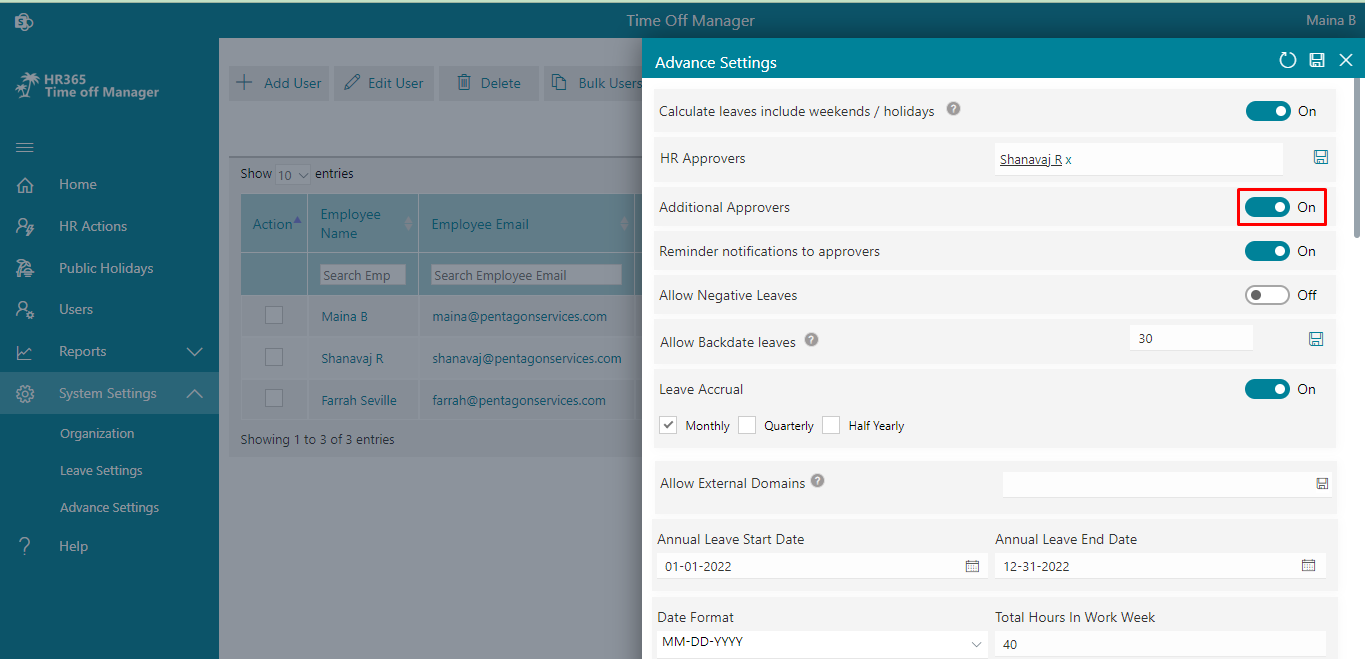 Time Off Manager
Maina B
HR365
Time off Manager
Home
HR Actions
Public Holidays
Users
Reports
System Settings
Organization
Leave Settings
Advance Settings
Help
Add User
Edit User
Delete
Bulk Users
Show 10 entries
Action
Employee Name
Employee Email
Search Emp
Search Employee Email
Maina B
maina@pentagonservices.com
Shanavaj R
shanavaj@pentagonservices.com
Farrah Seville
farrah@pentagonservices.com
Showing 1 to 3 of 3 entries
Advance Settings
Calculate leaves include weekends / holidays ?
On
HR Approvers
Shanavaj R x
Additional Approvers
On
Reminder notifications to approvers
On
Allow Negative Leaves
Off
Allow Backdate leaves ?
30
Leave Accrual
On
Monthly
Quarterly
Half Yearly
Allow External Domains ?
Annual Leave Start Date
Annual Leave End Date
01-01-2022
12-31-2022
Date Format
Total Hours In Work Week
MM-DD-YYYY
40